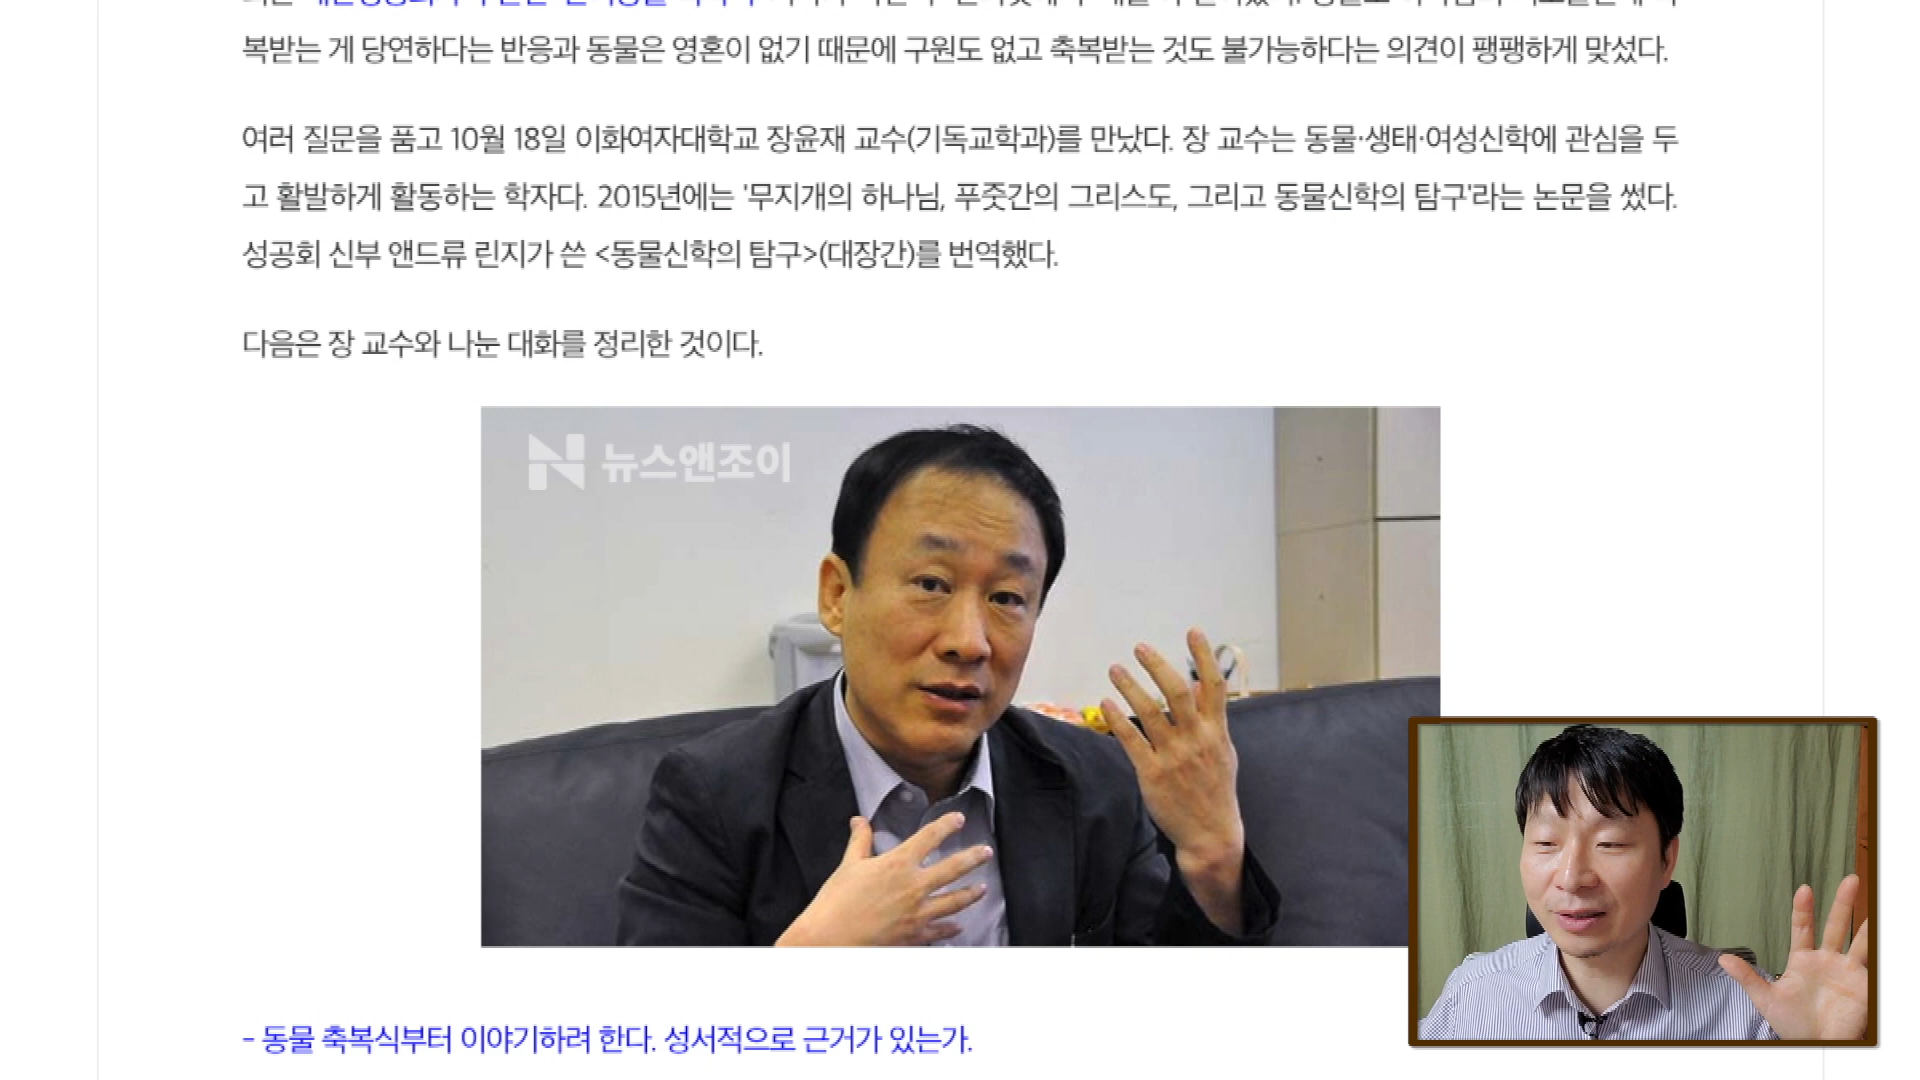 복받는 게 당연하다는 반응과 동물은 영혼이 없기 때문에 구원도 없고 축복받는 것도 불가능하다는 의견이 팽팽하게 맞섰다.
여러 질문을 품고 10월 18일 이화여자대학교 장윤재 교수(기독교학과)를 만났다. 장 교수는 동물·생태·여성신학에 관심을 두
고 활발하게 활동하는 학자다. 2015년에는 '무지개의 하나님, 푸줏간의 그리스도, 그리고 동물신학의 탐구'라는 논문을 썼다.
성공회 신부 앤드류 린지가 쓴 <동물신학의 탐구>(대장간)를 번역했다.
다음은 장 교수와 나눈 대화를 정리한 것이다.
뉴스앤조이
- 동물 축복식부터 이야기하려 한다. 성서적으로 근거가 있는가.